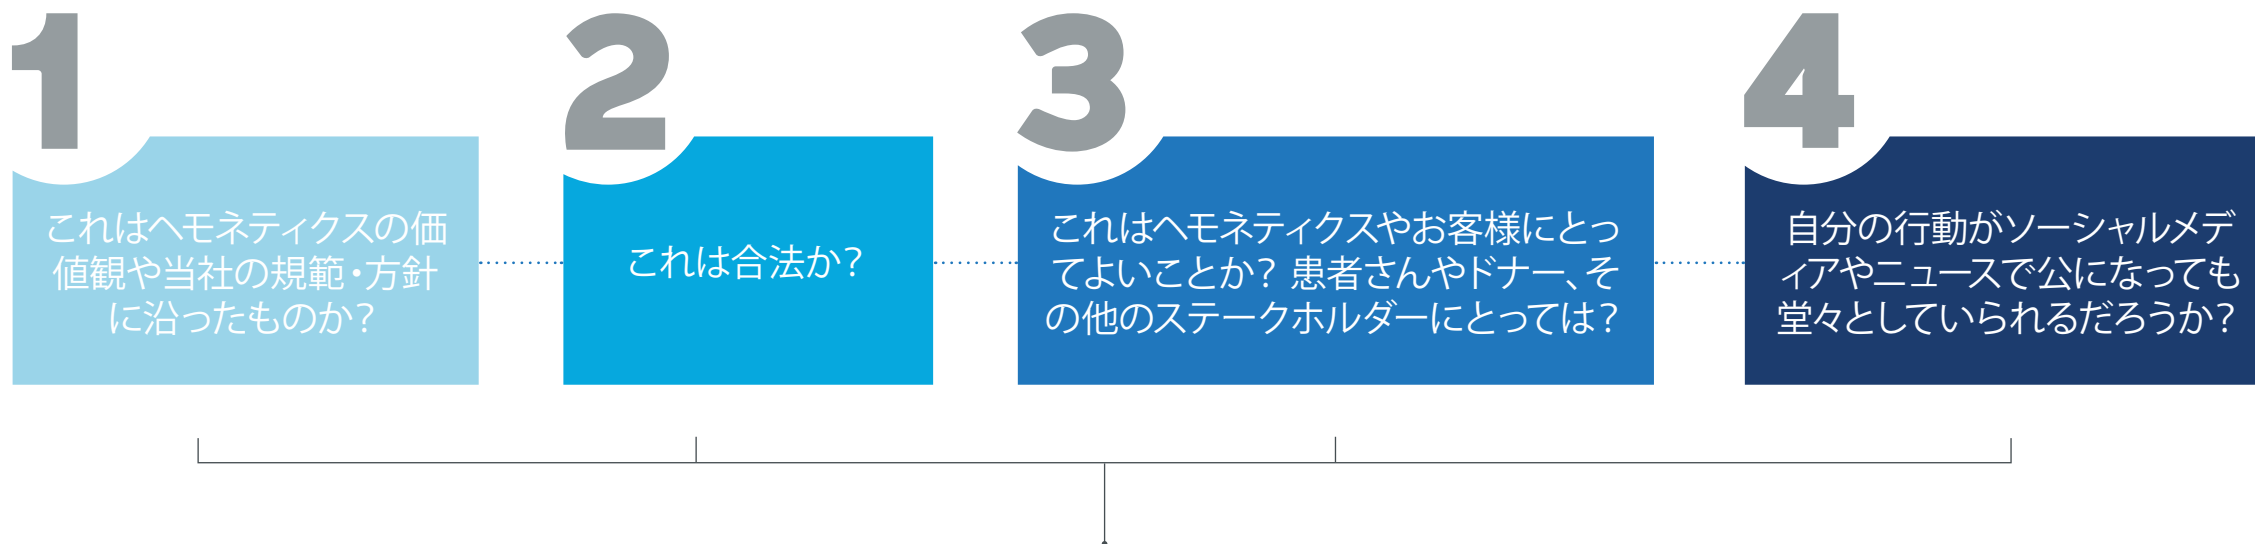 1
これはヘモネティクスの価
値観や当社の規範・方針
に沿ったものか？
2
これは合法か？
3
これはヘモネティクスやお客様にとっ
てよいことか？ 患者さんやドナー、そ
の他のステークホルダーにとっては？
4
自分の行動がソーシャルメデ
ィアやニュースで公になっても
堂々としていられるだろうか？